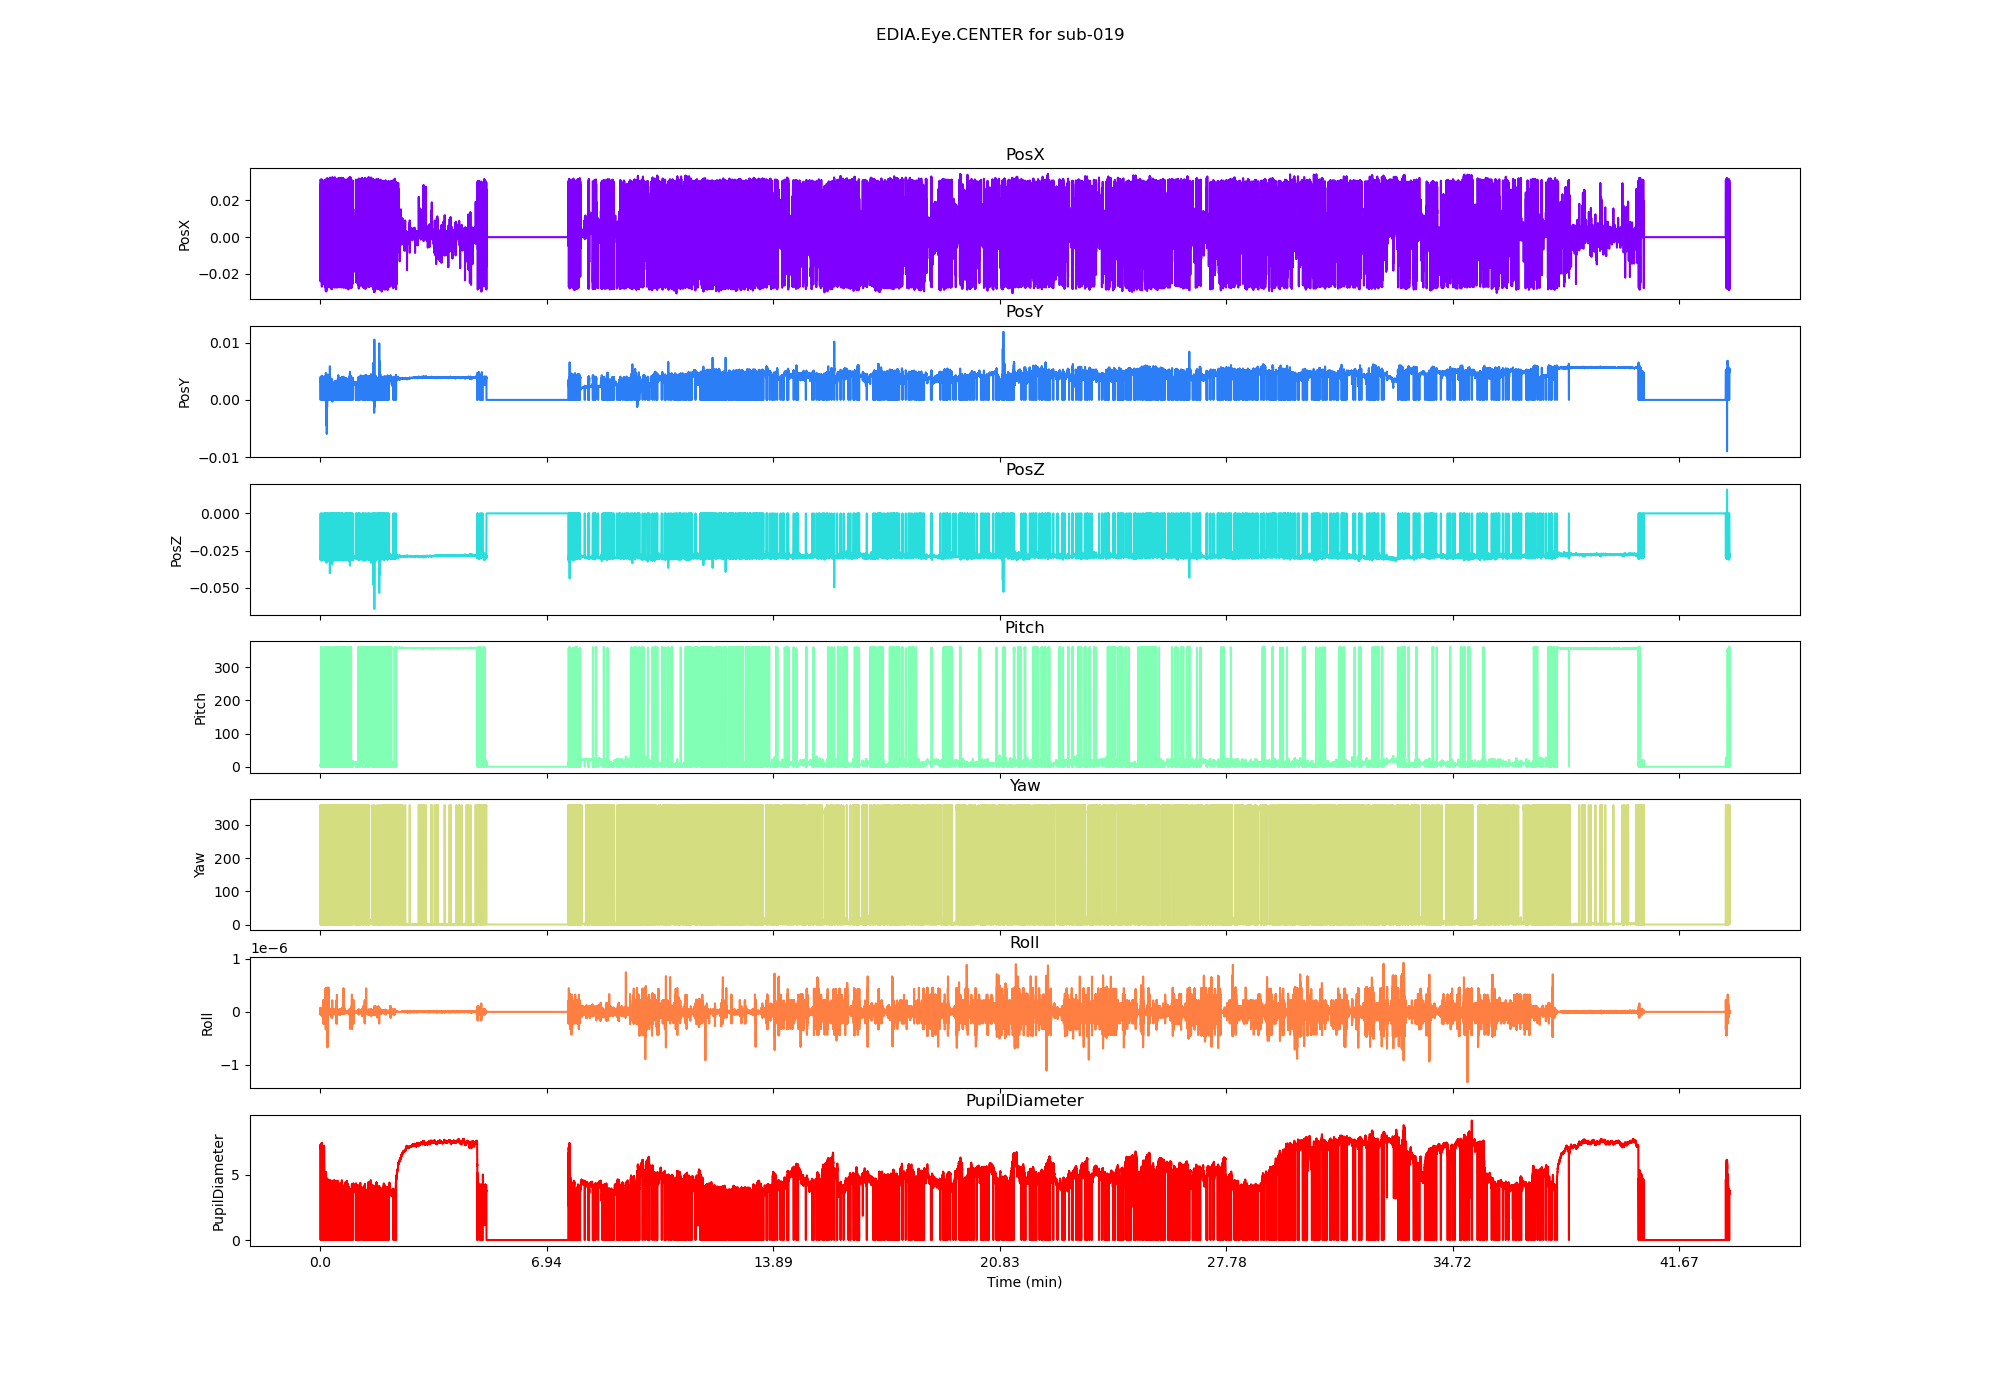 EDIA.Eye.CENTER for sub-019
PosX
PosX
0.02
0.00
−0.02
PosY
PosY
0.01
0.00
−0.01
PosZ
PosZ
0.000
−0.025
−0.050
Pitch
Pitch
300
200
100
0
Yaw
Yaw
300
200
100
0
Roll
1e−6
Roll
1
0
−1
PupilDiameter
PupilDiameter
5
0
0.0 6.94 13.89 20.83 27.78 34.72 41.67
Time (min)